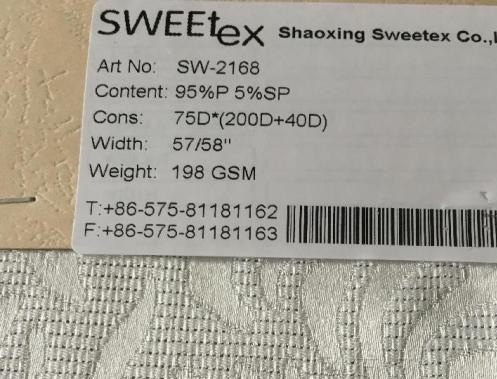 SWEEtex Shaoxing Sweetex Co.,
Art No: SW-2168
Content: 95%P 5%SP
Cons: 75D*(200D+40D)
Width: 57/58"
Weight: 198 GSM
T:+86-575-81181162
F:+86-575-81181163